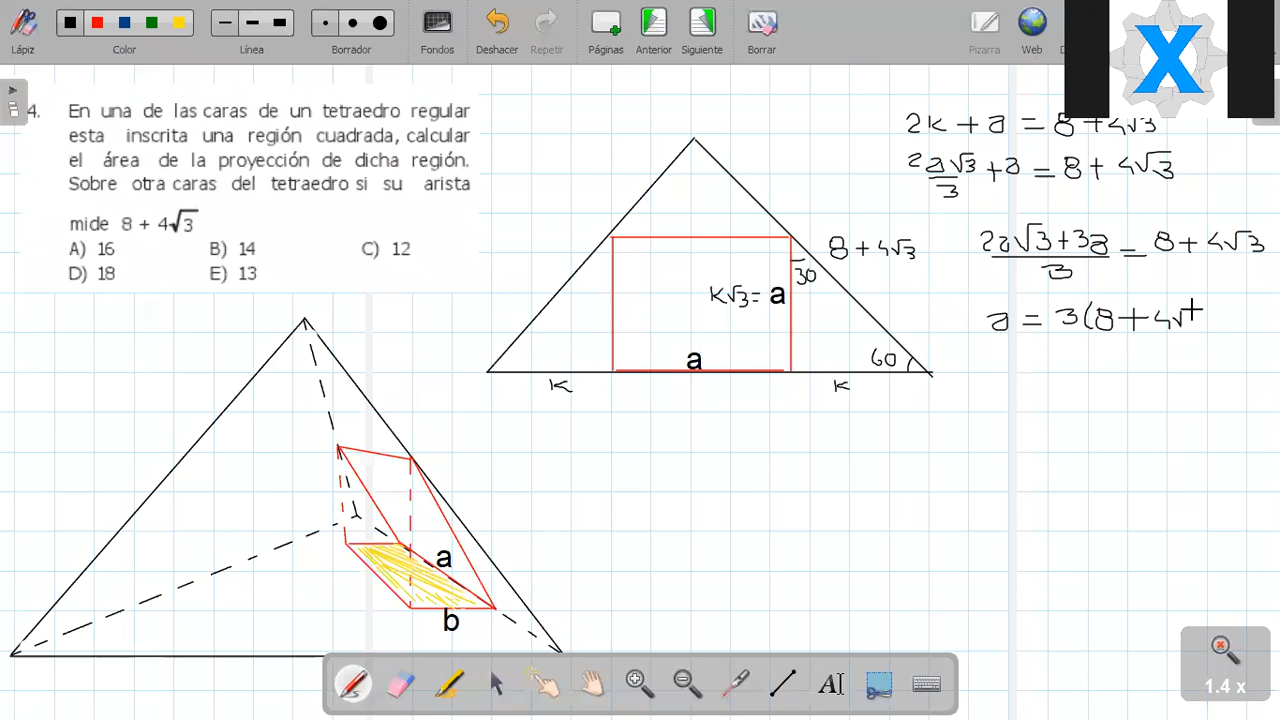 Lápiz Color Línea Borrador Fondos Deshacer Repetir Páginas Anterior Siguiente Borrar Pizarra Web
X
4. En una de las caras de un tetraedro regular
esta inscrita una región cuadrada, calcular
el área de la proyección de dicha región.
Sobre otra caras del tetraedro si su arista
mide 8 + 4√3
A) 16 B) 14 C) 12
D) 18 E) 13
2k + a = 8 + 4√3
2a√3/3 + a = 8 + 4√3
(2a√3 + 3a)/3 = 8 + 4√3
a = 3(8 + 4√
8 + 4√3
30
k√3 = a
60
a
k
k
a
b
AI
1.4 x